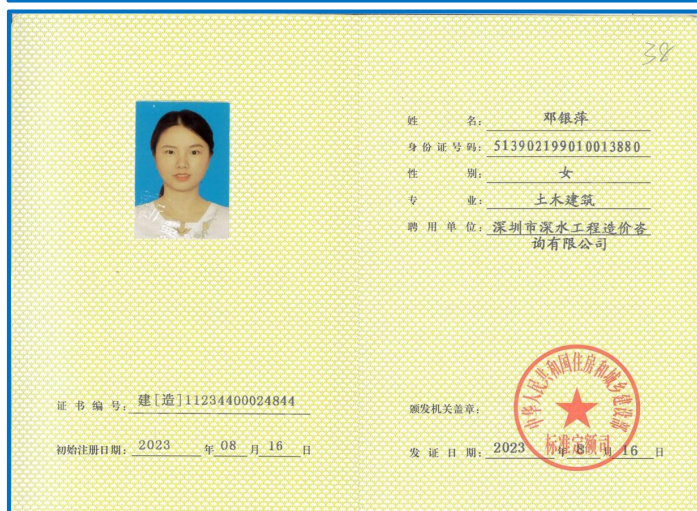 38
姓 名: 邓银萍
身份证号码: 513902199010013880
性 别: 女
专 业: 土木建筑
聘用单位: 深圳市深水工程造价咨
询有限公司
证书编号: 建[造]11234400024844
初始注册日期: 2023 年 08 月 16 日
颁发机关盖章:
中华人民共和国住房和城乡建设部
标准定额司
发证日期: 2023 年 8 月 16 日